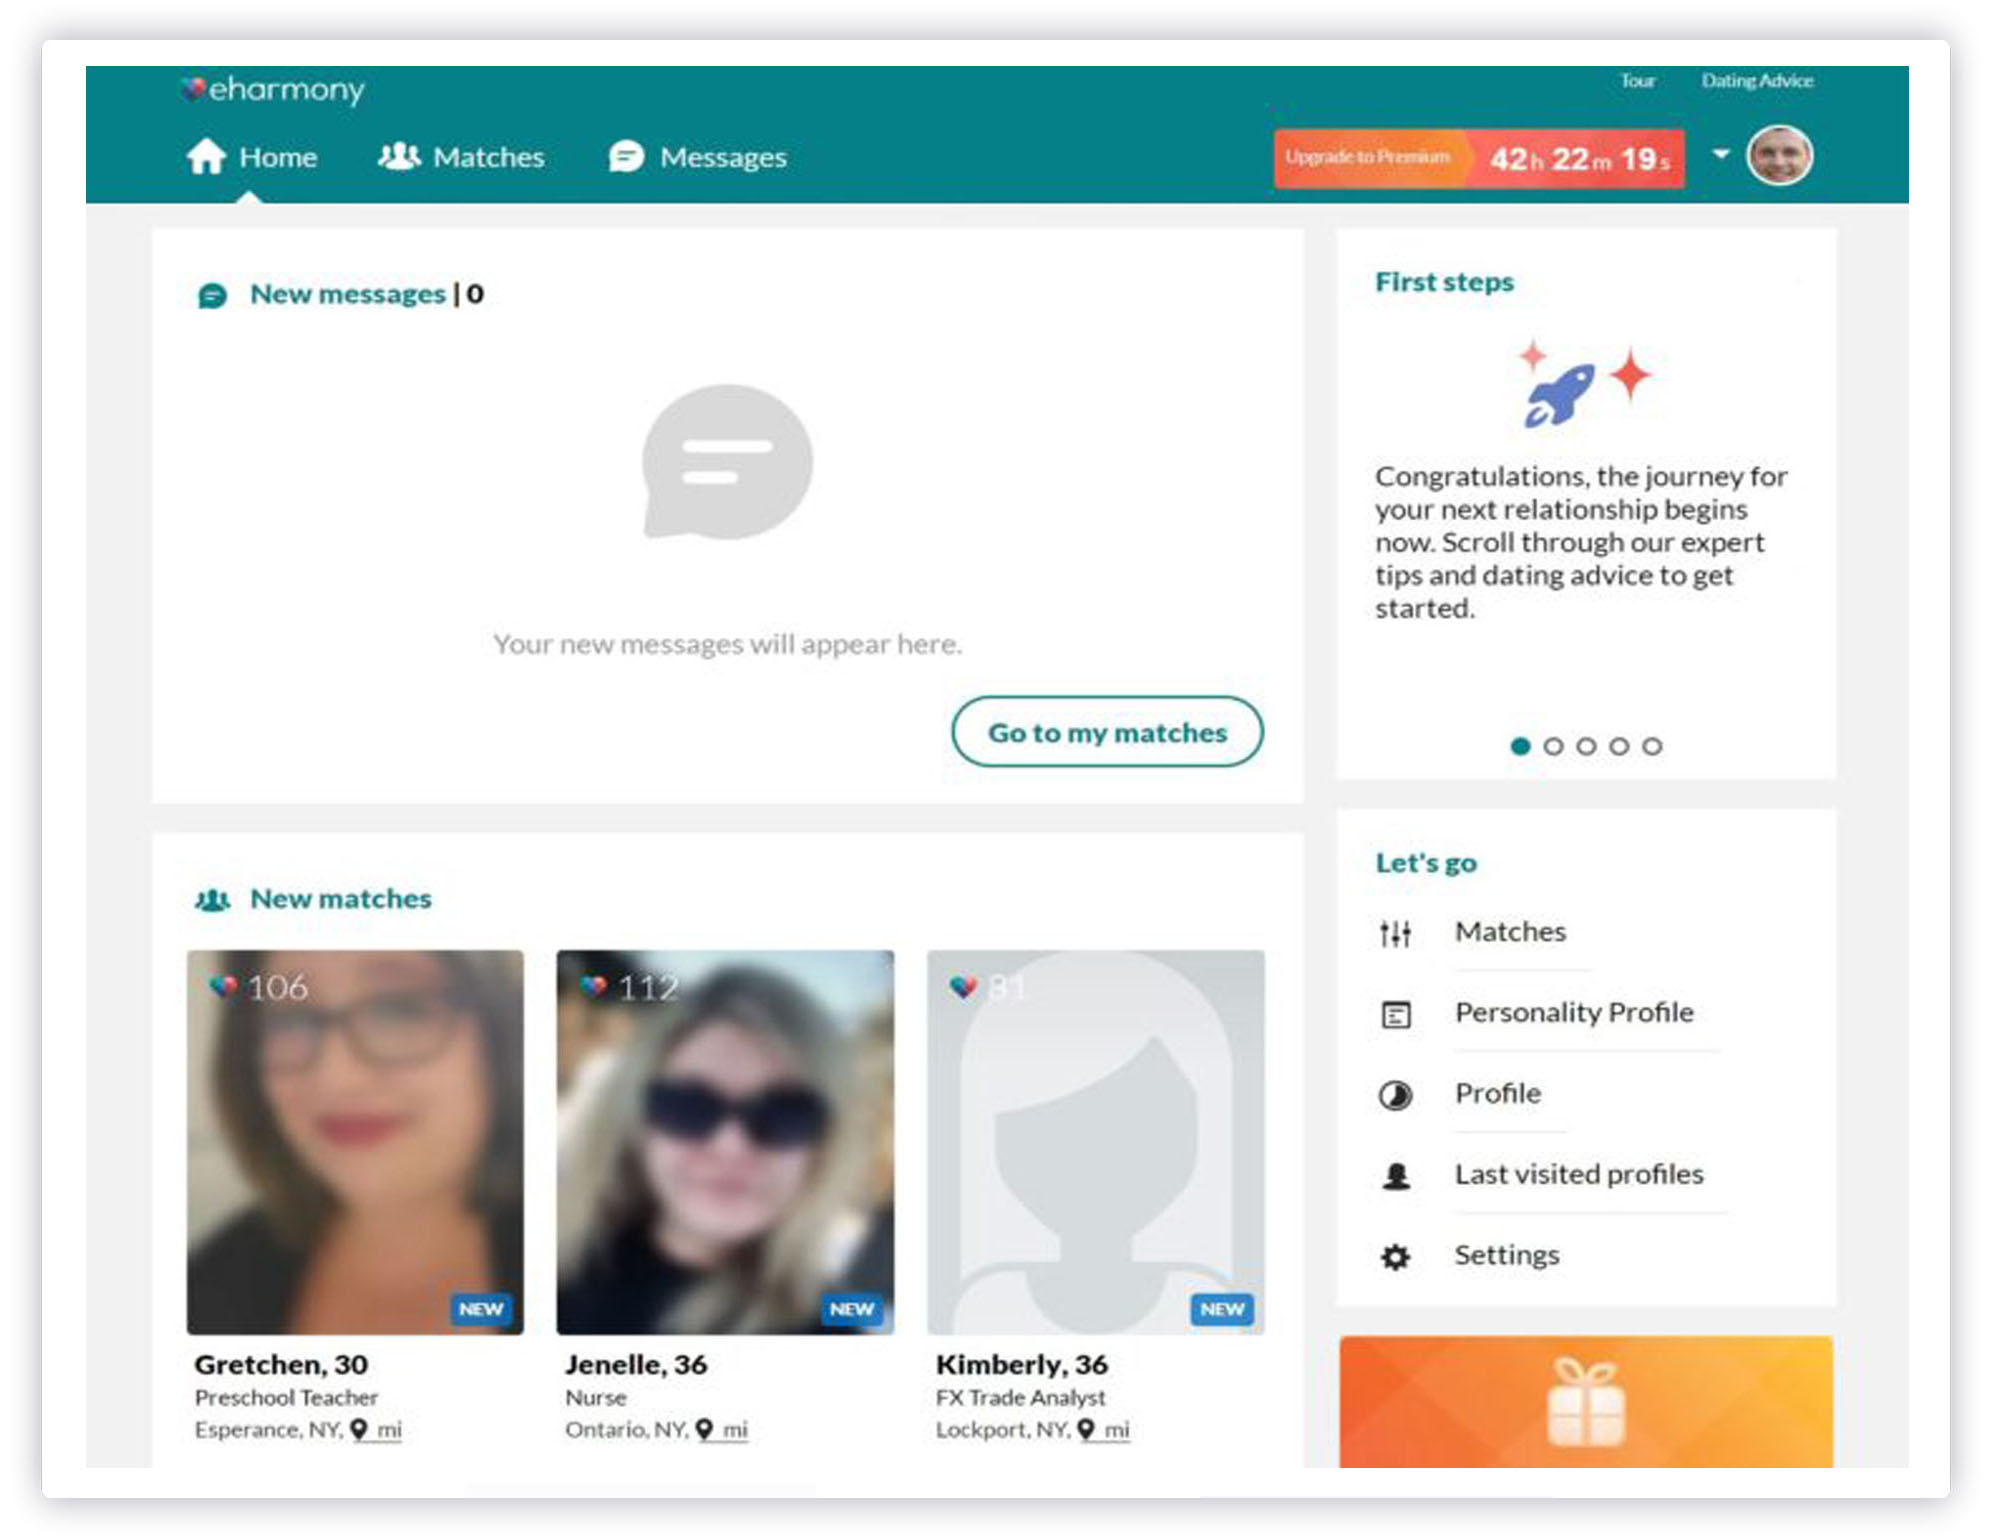 eharmony
Tour Dating Advice
Home Matches Messages
Upgrade to Premium 42h 22m 19s
New messages | 0
Your new messages will appear here.
Go to my matches
First steps
Congratulations, the journey for
your next relationship begins
now. Scroll through our expert
tips and dating advice to get
started.
New matches
106
NEW
Gretchen, 30
Preschool Teacher
Esperance, NY, mi
112
NEW
Jenelle, 36
Nurse
Ontario, NY, mi
81
NEW
Kimberly, 36
FX Trade Analyst
Lockport, NY, mi
Let's go
Matches
Personality Profile
Profile
Last visited profiles
Settings